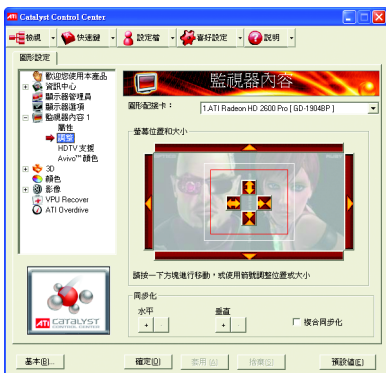 Catalyst Control Center
檢視 快速鍵 設定檔 喜好設定 說明
圖形設定
歡迎您使用本產品
資訊中心
顯示器管理員
顯示器選項
監視器內容 1
屬性
調整
HDTV 支援
Avivo™ 顏色
3D
顏色
影像
VPU Recover
ATI Overdrive
監視器內容
圖形配接卡：
1.ATI Radeon HD 2600 Pro [ GD-1904BP ]
螢幕位置和大小
請按一下方塊進行移動，或使用箭號調整位置或大小
同步化
水平 垂直
+ - + -
複合同步化
ATI CATALYST
CONTROL CENTER
基本(B)... 確定(O) 套用(A) 捨棄(S) 預設值(E)